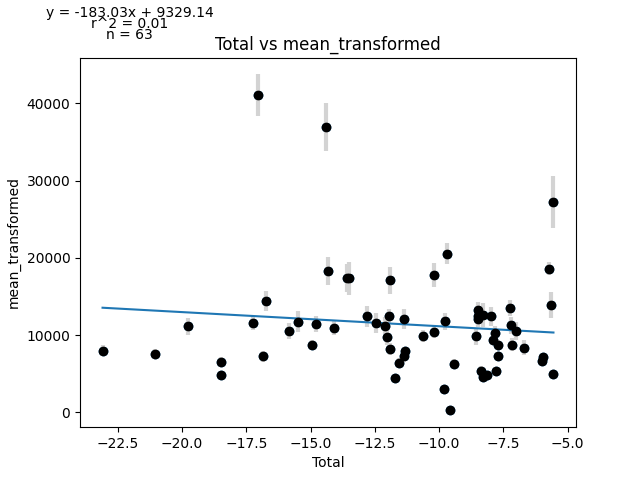 y = -183.03x + 9329.14
r^2 = 0.01
n = 63
Total vs mean_transformed
mean_transformed
40000
30000
20000
10000
0
−22.5 −20.0 −17.5 −15.0 −12.5 −10.0 −7.5 −5.0
Total